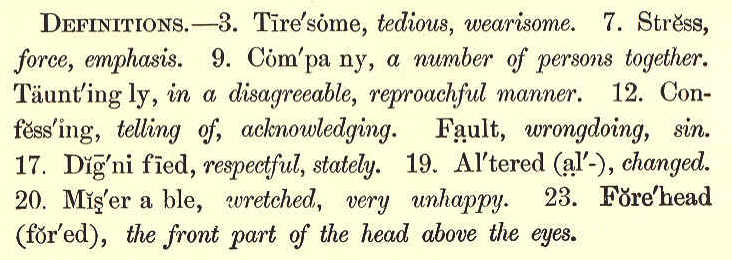 DEFINITIONS.—3. Tīre′sȯme, tedious, wearisome. 7. Strĕss,
force, emphasis. 9. Cȯm′pa ny, a number of persons together.
Täunt′ing ly, in a disagreeable, reproachful manner. 12. Con-
fĕss′ing, telling of, acknowledging. Fa̤ult, wrongdoing, sin.
17. Dĭḡ′ni fīed, respectful, stately. 19. Al′tered (a̤l′-), changed.
20. Mĭş′er a ble, wretched, very unhappy. 23. Fŏre′head
(fŏr′ed), the front part of the head above the eyes.